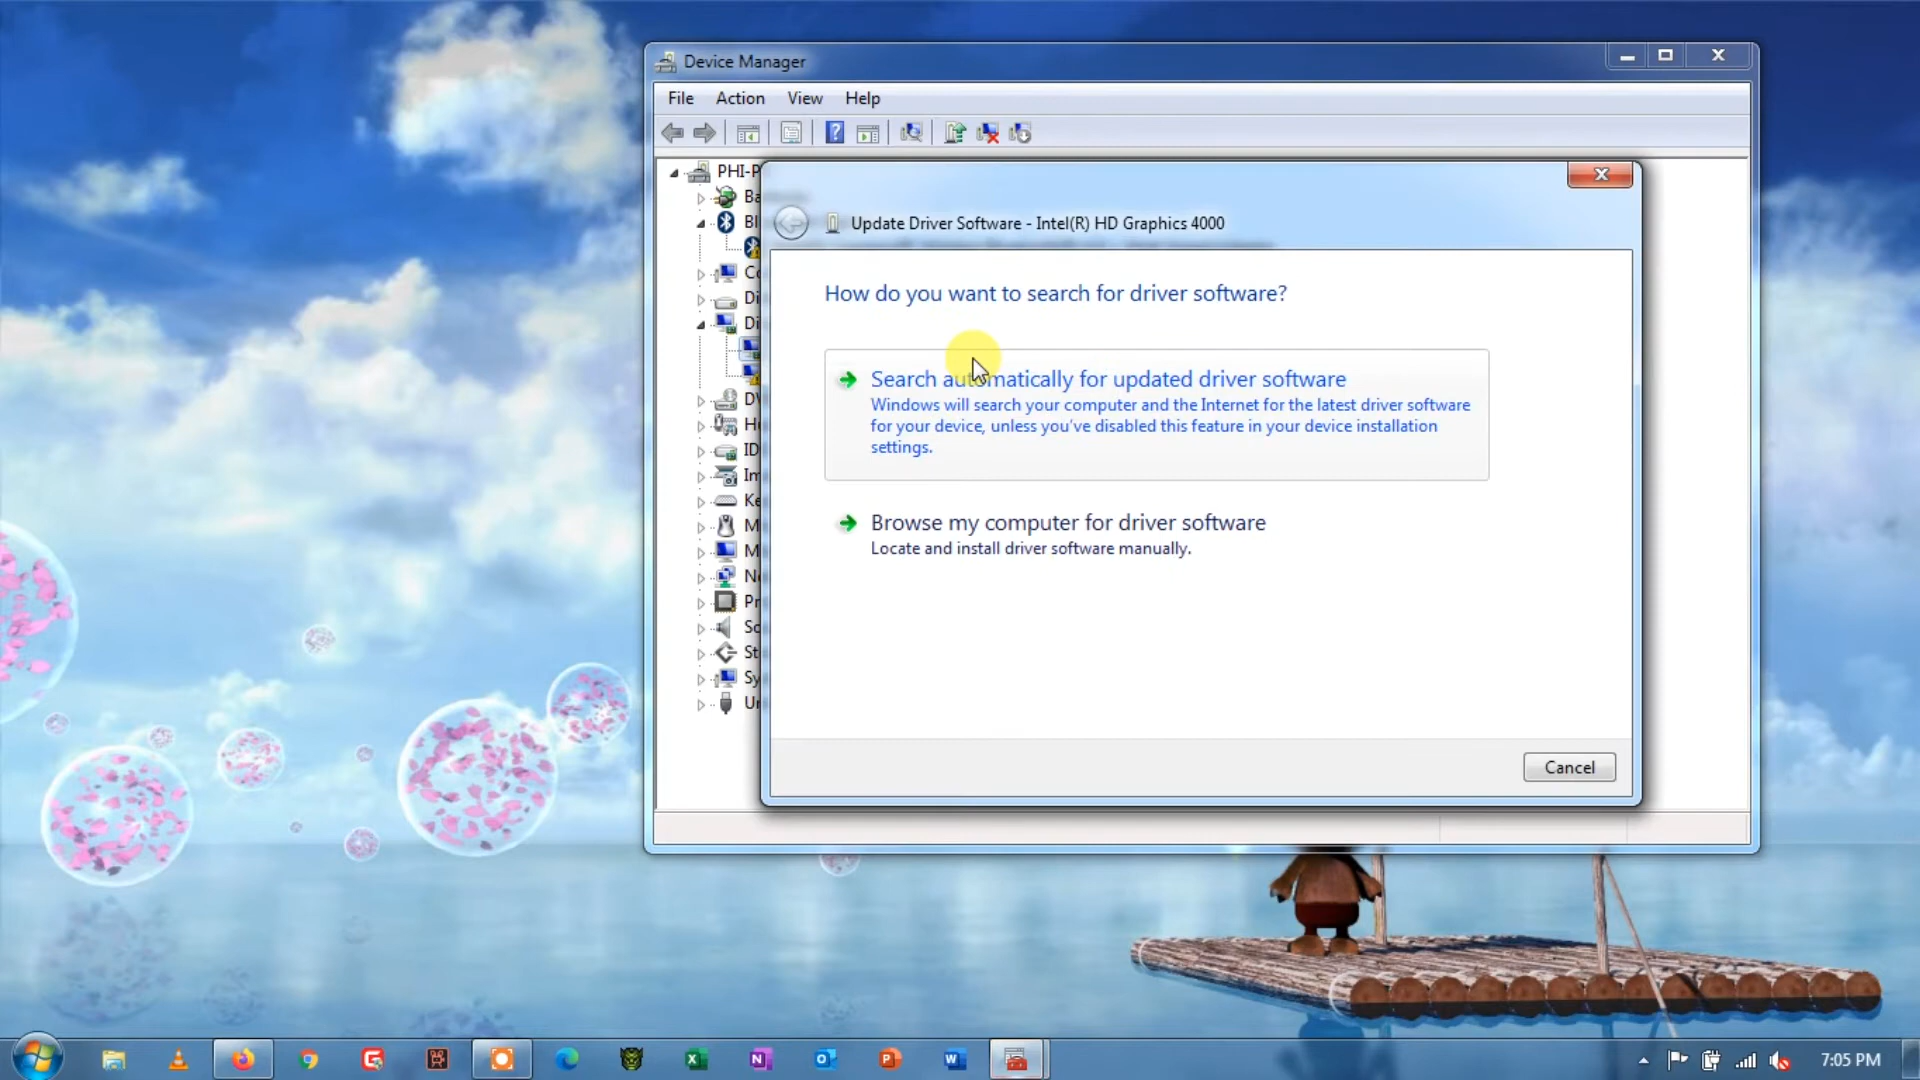 Device Manager
File Action View Help
PHI-P
Ba
Update Driver Software - Intel(R) HD Graphics 4000
How do you want to search for driver software?
Search automatically for updated driver software
Windows will search your computer and the Internet for the latest driver software
for your device, unless you've disabled this feature in your device installation
settings.
Browse my computer for driver software
Locate and install driver software manually.
Cancel
7:05 PM